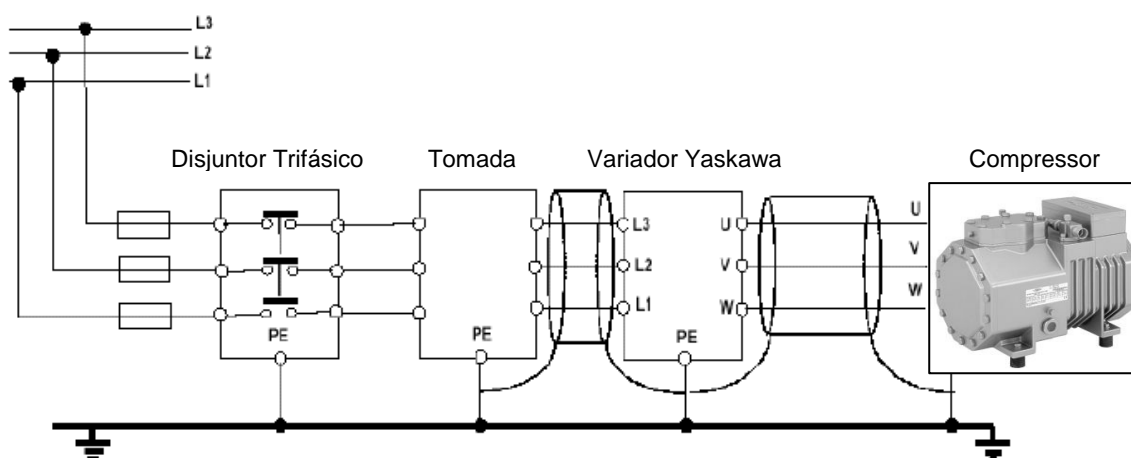 L3
L2
L1
Disjuntor Trifásico
Tomada
Variador Yaskawa
Compressor
L3
U
U
L2
V
V
L1
W
W
PE
PE
PE